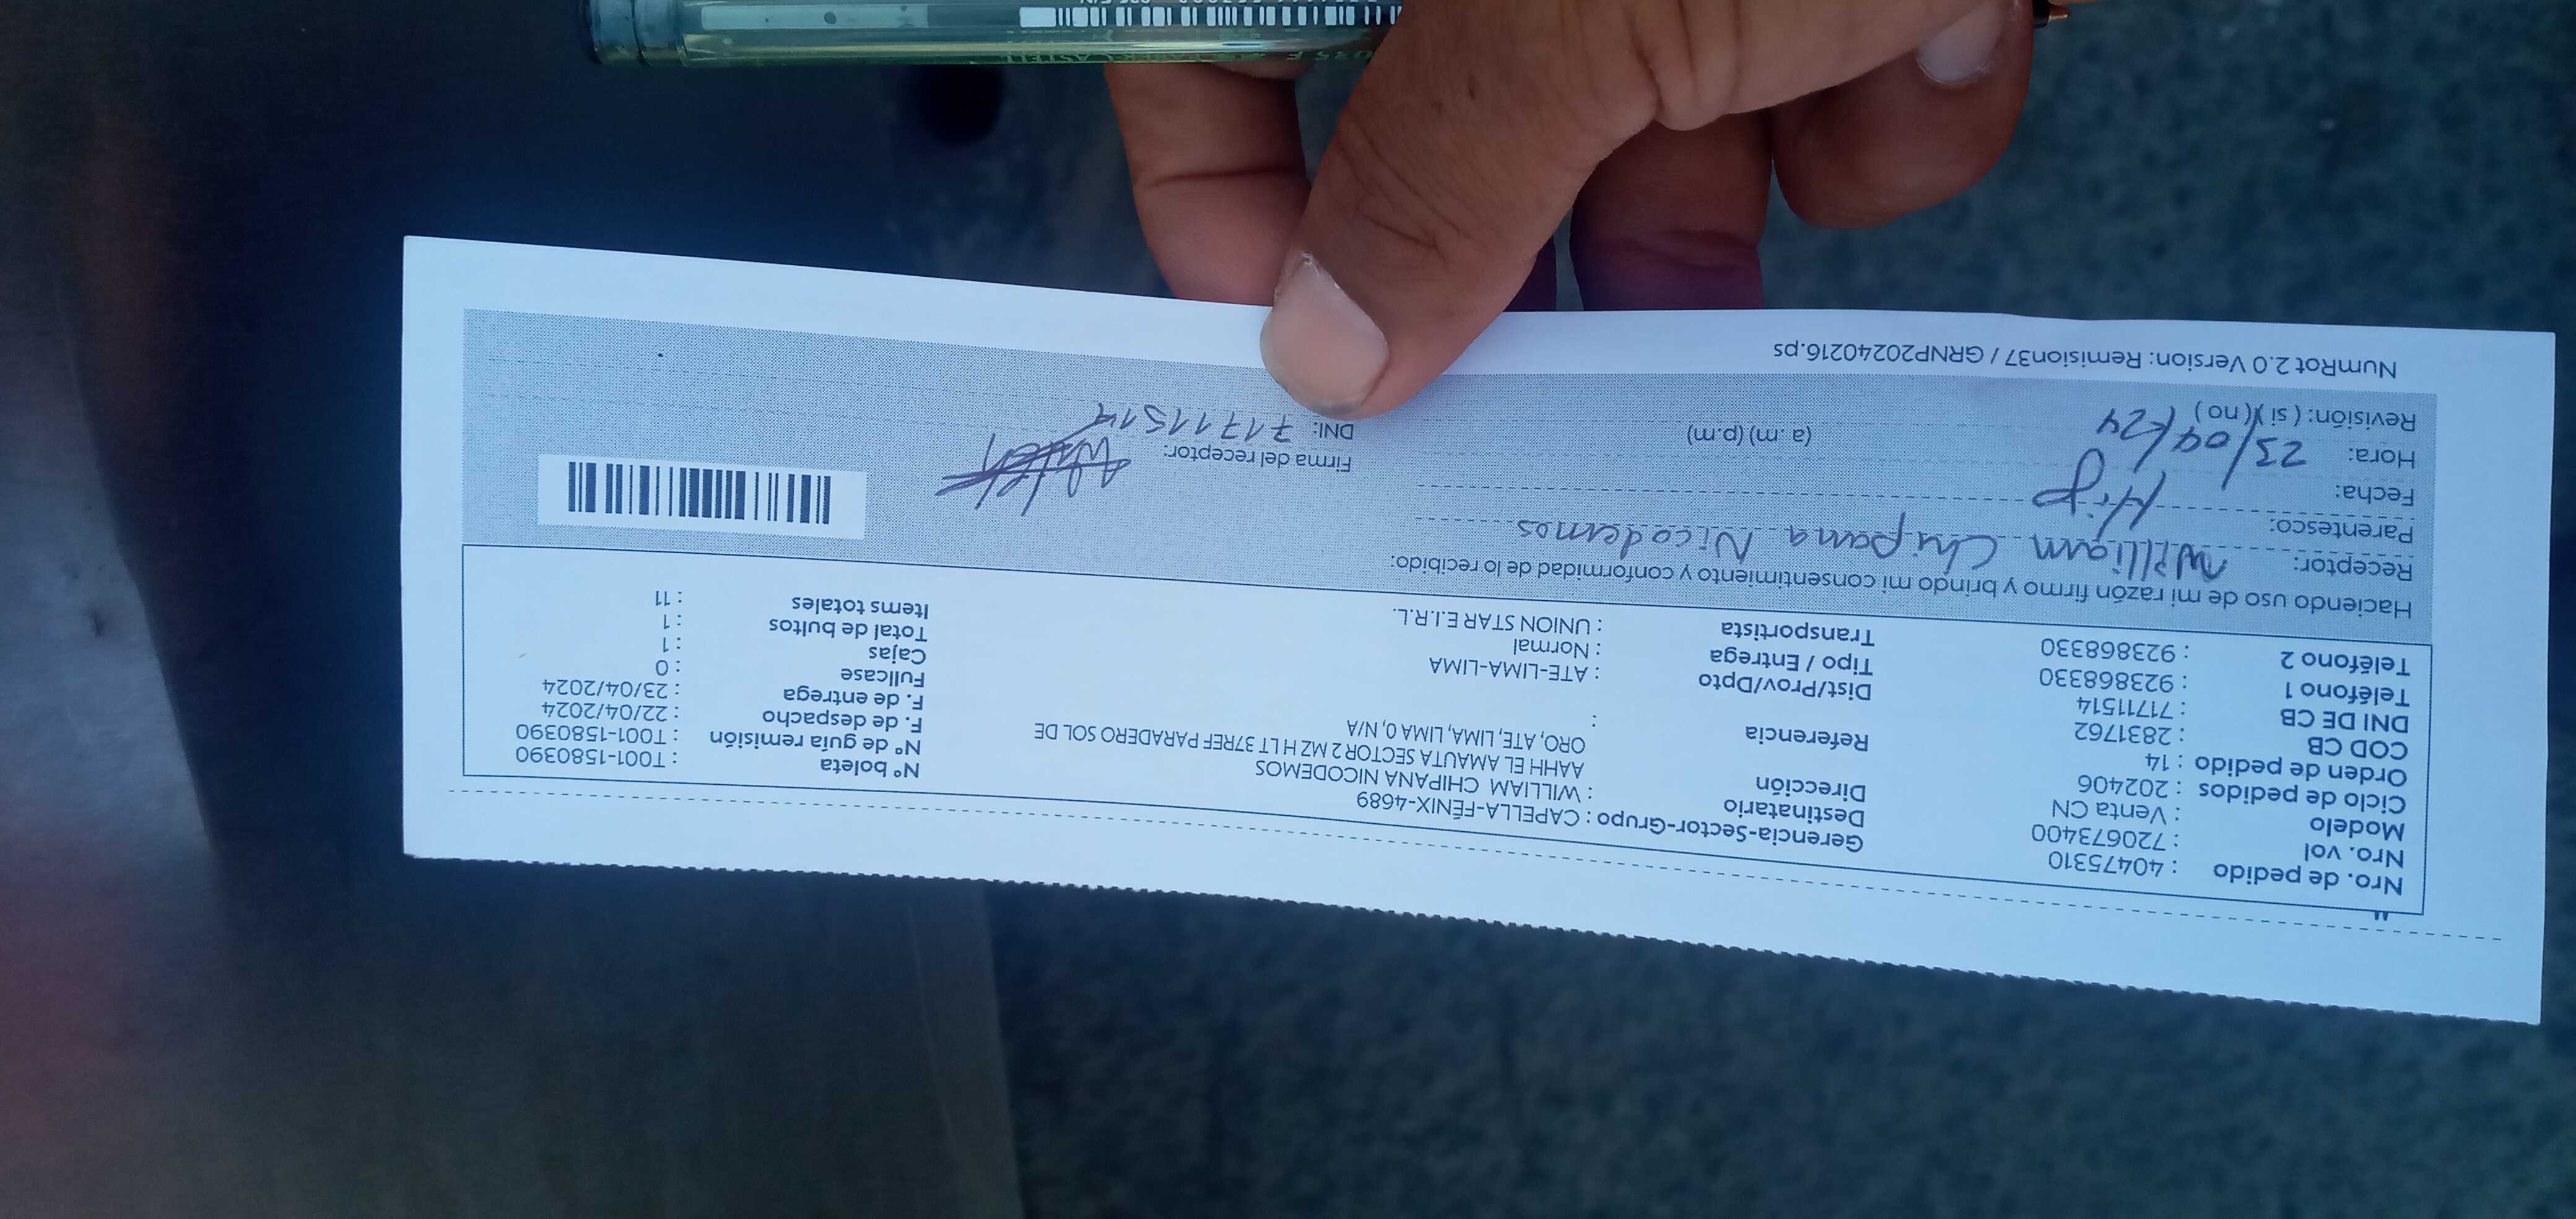 Nro. de pedido : 40475310
Nro. vol : 720673400
Modelo : Venta CN
Ciclo de pedidos : 202406
Orden de pedido : 14
COD CB : 2831762
DNI DE CB : 71711514
Teléfono 1 : 923868330
Teléfono 2 : 923868330
Gerencia-Sector-Grupo : CAPELLA-FÉNIX-4689
Destinatario : WILLIAM CHIPANA NICODEMOS
Dirección AAHH EL AMAUTA SECTOR 2 MZ H LT 37REF PARADERO SOL DE
ORO, ATE, LIMA, LIMA 0, N/A
Referencia :
Dist/Prov/Dpto : ATE-LIMA-LIMA
Tipo / Entrega : Normal
Transportista : UNION STAR E.I.R.L.
N° boleta : T001-1580390
N° de guía remisión : T001-1580390
F. de despacho : 22/04/2024
F. de entrega : 23/04/2024
Fullcase : 0
Cajas : 1
Total de bultos : 1
Items totales : 11
Haciendo uso de mi razón firmo y brindo mi consentimiento y conformidad de lo recibido:
Receptor: William Chipana Nicodemos
Parentesco: Hijo
Fecha: 23/04/24
Hora: (a .m) (p.m)
Revisión: ( si )( no )
Firma del receptor:
DNI: 71711514
NumRot 2.0 Version: Remision37 / GRNP20240216.ps